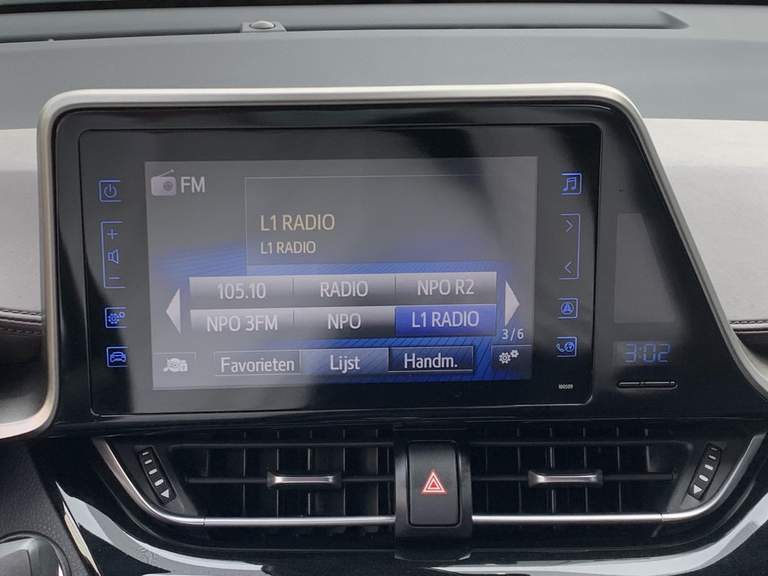 FM
L1 RADIO
L1 RADIO
105.10 RADIO NPO R2
NPO 3FM NPO L1 RADIO
3/6
Favorieten Lijst Handm.
3:02
100509